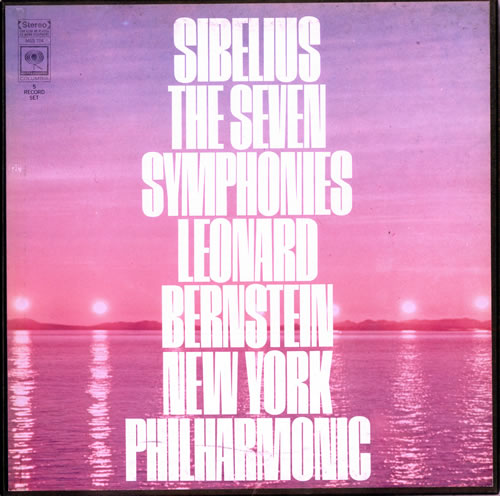 Stereo
COLUMBIA
5
RECORD
SET
SIBELIUS
THE SEVEN
SYMPHONIES
LEONARD
BERNSTEIN
NEW YORK
PHILHARMONIC